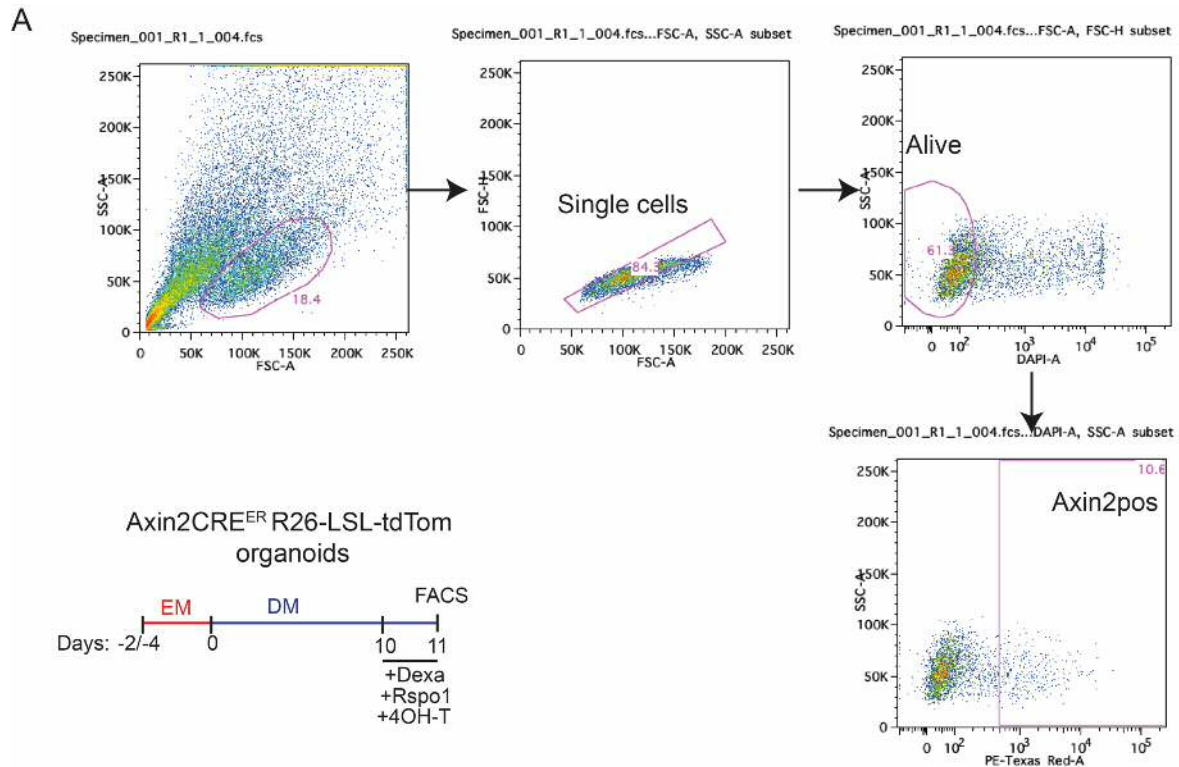 A
Specimen_001_R1_1_004.fcs
250K
200K
150K
100K
50K
0
SSC-A
18.4
0 50K 100K 150K 200K 250K
FSC-A
Specimen_001_R1_1_004.fcs...FSC-A, SSC-A subset
250K
200K
150K
100K
50K
0
FSC-H
Single cells
84.3
0 50K 100K 150K 200K 250K
FSC-A
Specimen_001_R1_1_004.fcs...FSC-A, FSC-H subset
250K
200K
150K
100K
50K
0
SSC-A
Alive
61.3
0 10² 10³ 10⁴ 10⁵
DAPI-A
Specimen_001_R1_1_004.fcs...DAPI-A, SSC-A subset
250K
200K
150K
100K
50K
0
SSC-A
10.6
Axin2pos
0 10² 10³ 10⁴ 10⁵
PE-Texas Red-A
Axin2CREᴱᴿ R26-LSL-tdTom
organoids
FACS
EM DM
Days: -2/-4 0 10 11
+Dexa
+Rspo1
+4OH-T